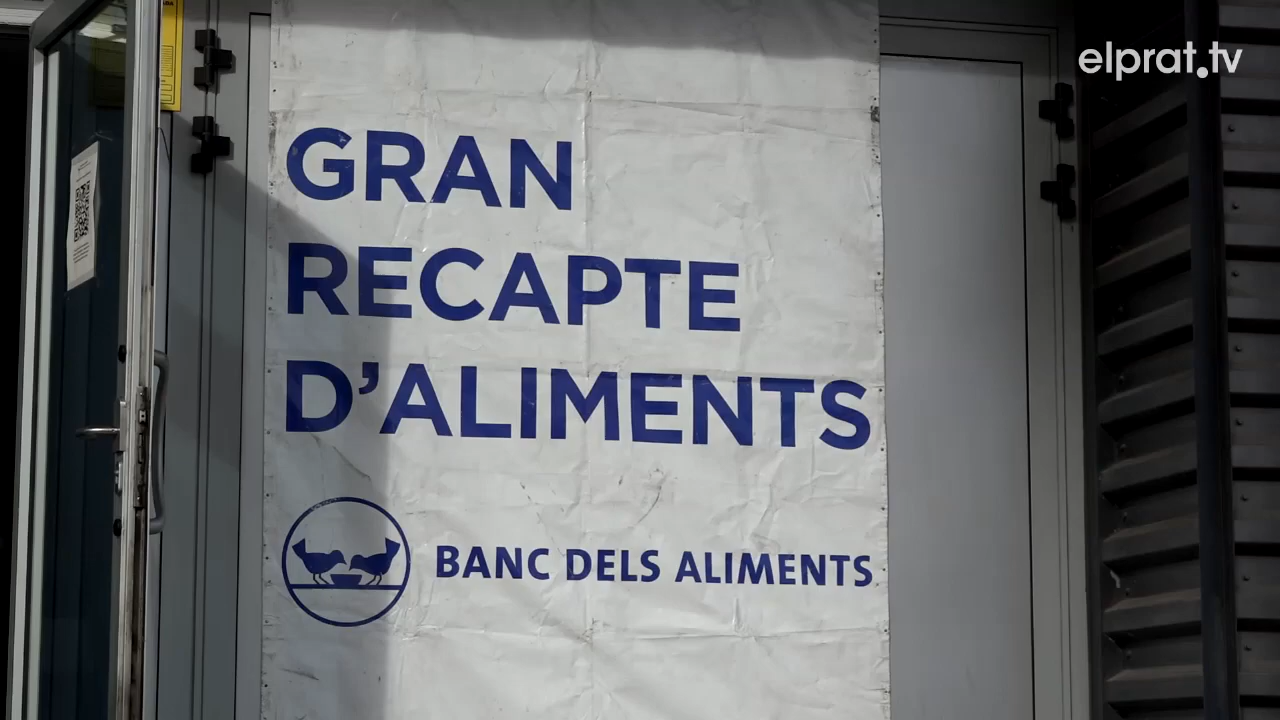 elprat.tv
GRAN
RECAPTE
D'ALIMENTS
BANC DELS ALIMENTS